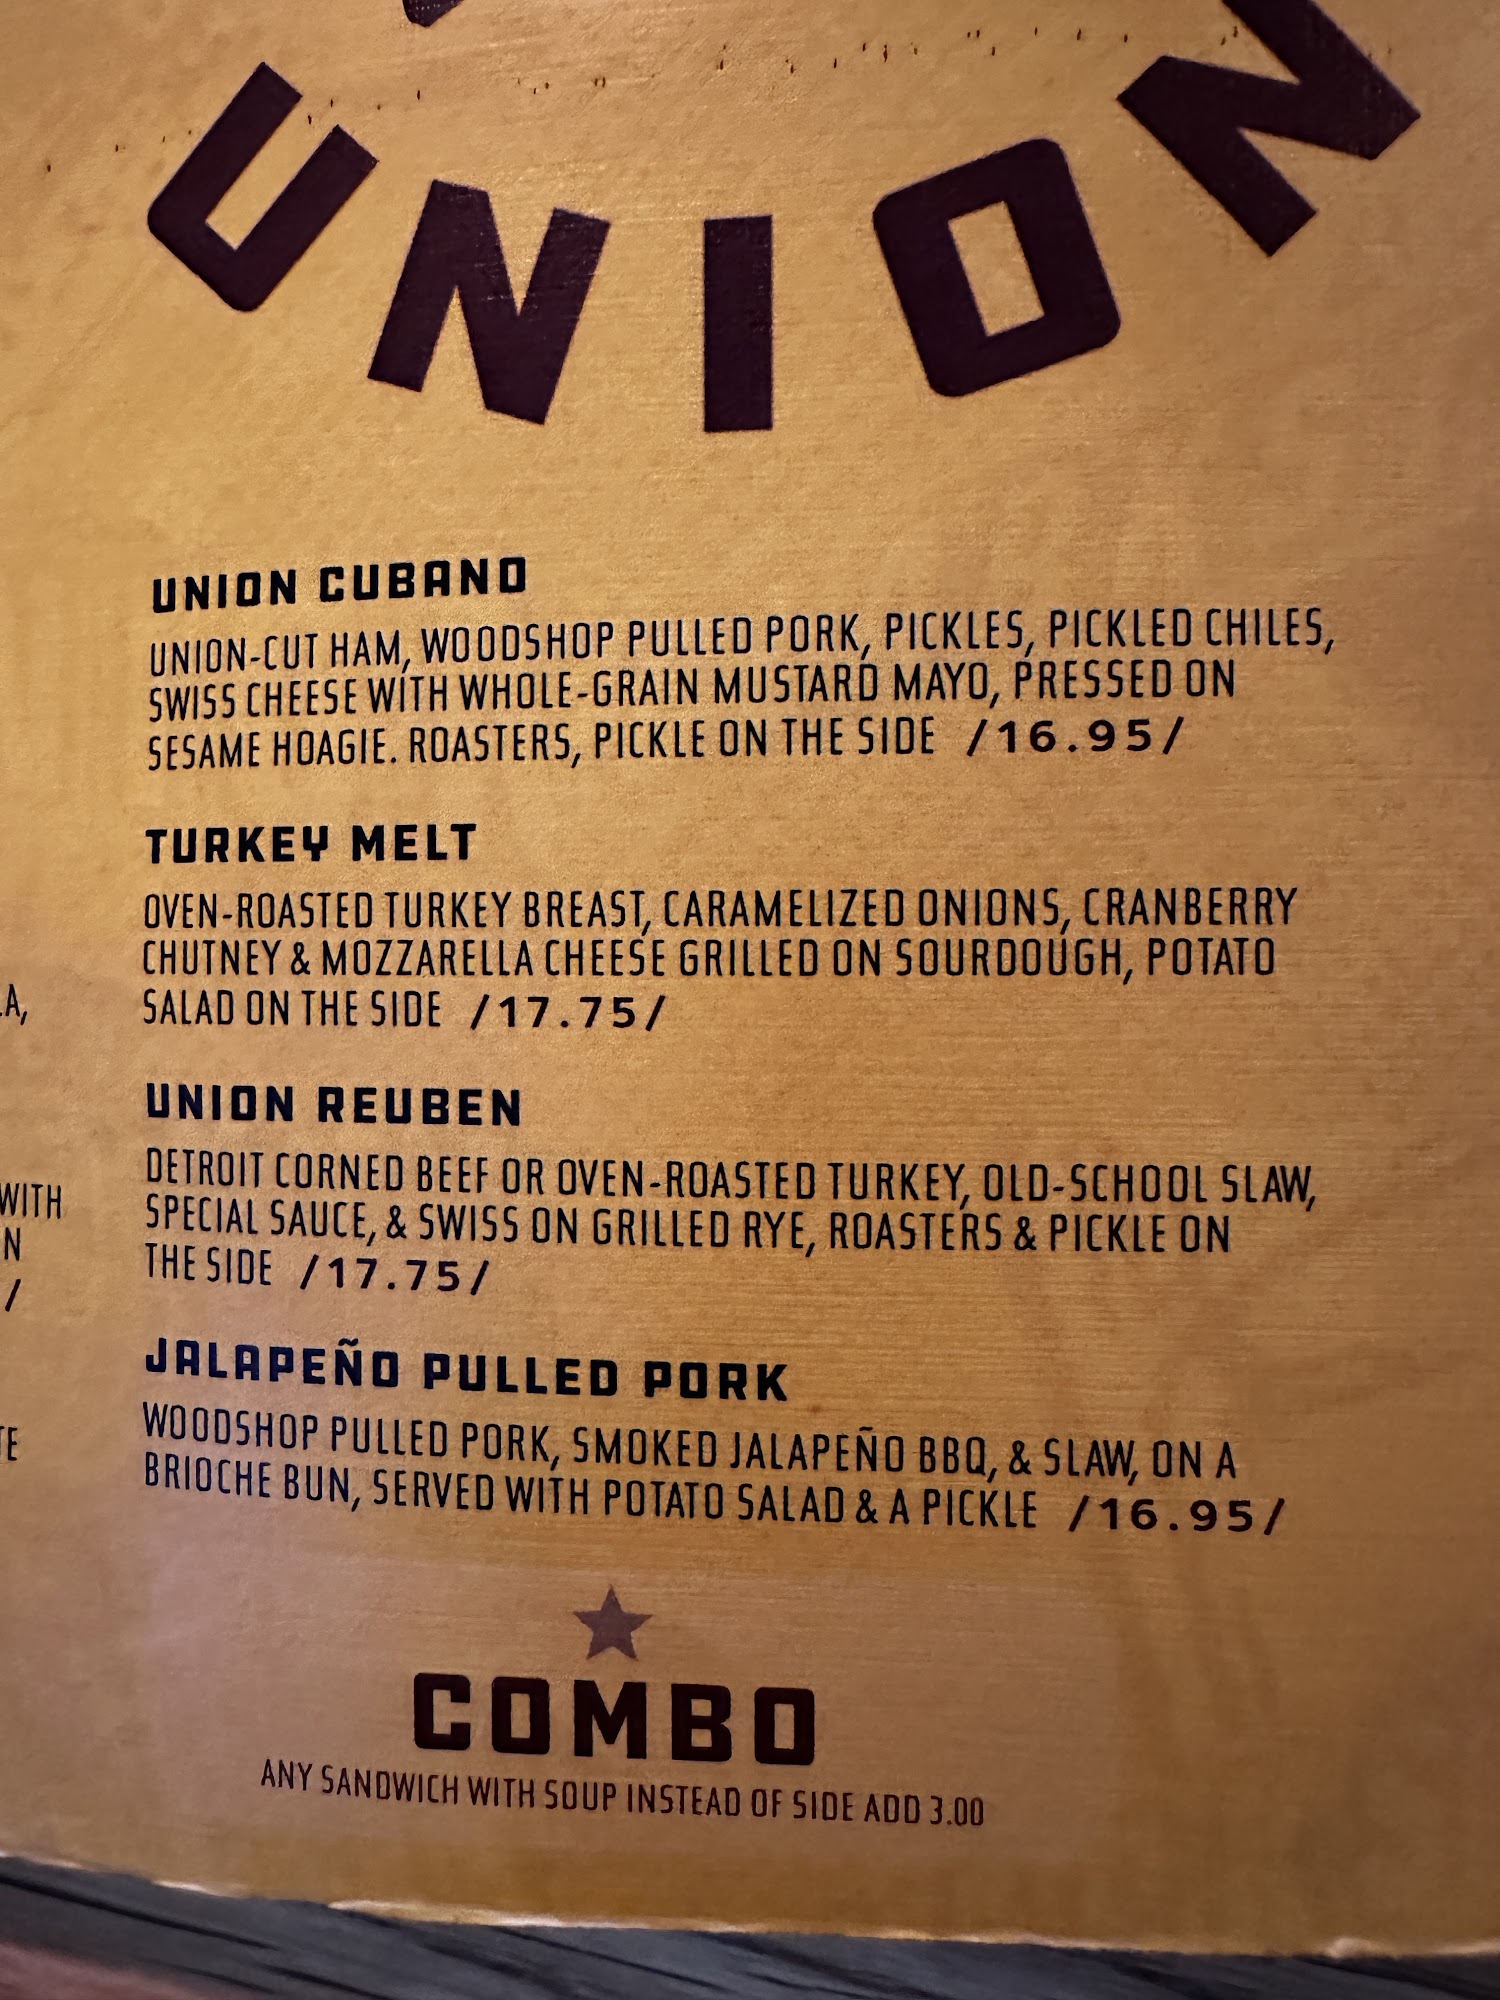 UNION
UNION CUBANO
UNION-CUT HAM, WOODSHOP PULLED PORK, PICKLES, PICKLED CHILES,
SWISS CHEESE WITH WHOLE-GRAIN MUSTARD MAYO, PRESSED ON
SESAME HOAGIE. ROASTERS, PICKLE ON THE SIDE /16.95/
TURKEY MELT
OVEN-ROASTED TURKEY BREAST, CARAMELIZED ONIONS, CRANBERRY
CHUTNEY & MOZZARELLA CHEESE GRILLED ON SOURDOUGH, POTATO
SALAD ON THE SIDE /17.75/
UNION REUBEN
DETROIT CORNED BEEF OR OVEN-ROASTED TURKEY, OLD-SCHOOL SLAW,
SPECIAL SAUCE, & SWISS ON GRILLED RYE, ROASTERS & PICKLE ON
THE SIDE /17.75/
JALAPEÑO PULLED PORK
WOODSHOP PULLED PORK, SMOKED JALAPEÑO BBQ, & SLAW, ON A
BRIOCHE BUN, SERVED WITH POTATO SALAD & A PICKLE /16.95/
COMBO
ANY SANDWICH WITH SOUP INSTEAD OF SIDE ADD 3.00
WITH